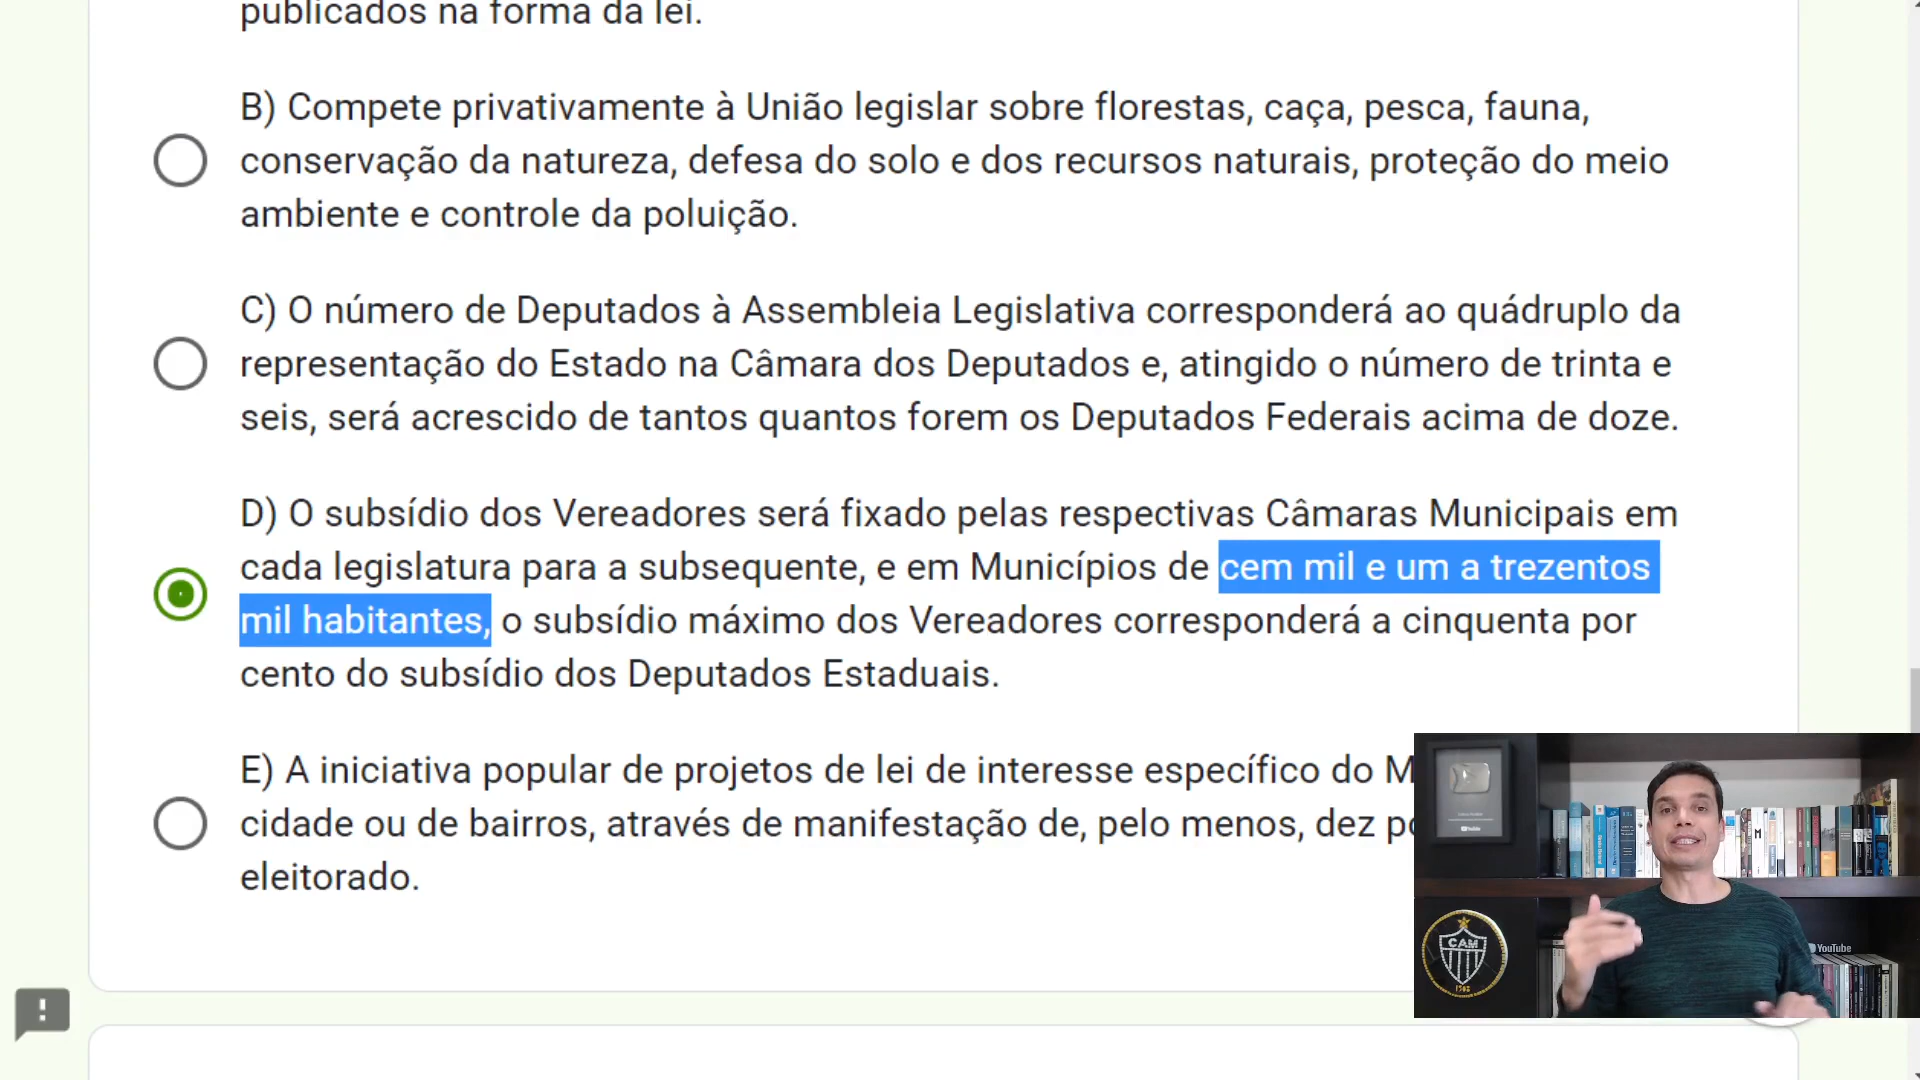 publicados na forma da lei.
B) Compete privativamente à União legislar sobre florestas, caça, pesca, fauna,
conservação da natureza, defesa do solo e dos recursos naturais, proteção do meio
ambiente e controle da poluição.
C) O número de Deputados à Assembleia Legislativa corresponderá ao quádruplo da
representação do Estado na Câmara dos Deputados e, atingido o número de trinta e
seis, será acrescido de tantos quantos forem os Deputados Federais acima de doze.
D) O subsídio dos Vereadores será fixado pelas respectivas Câmaras Municipais em
cada legislatura para a subsequente, e em Municípios de cem mil e um a trezentos
mil habitantes, o subsídio máximo dos Vereadores corresponderá a cinquenta por
cento do subsídio dos Deputados Estaduais.
E) A iniciativa popular de projetos de lei de interesse específico do M
cidade ou de bairros, através de manifestação de, pelo menos, dez
eleitorado.
YouTube
CAM
YouTube